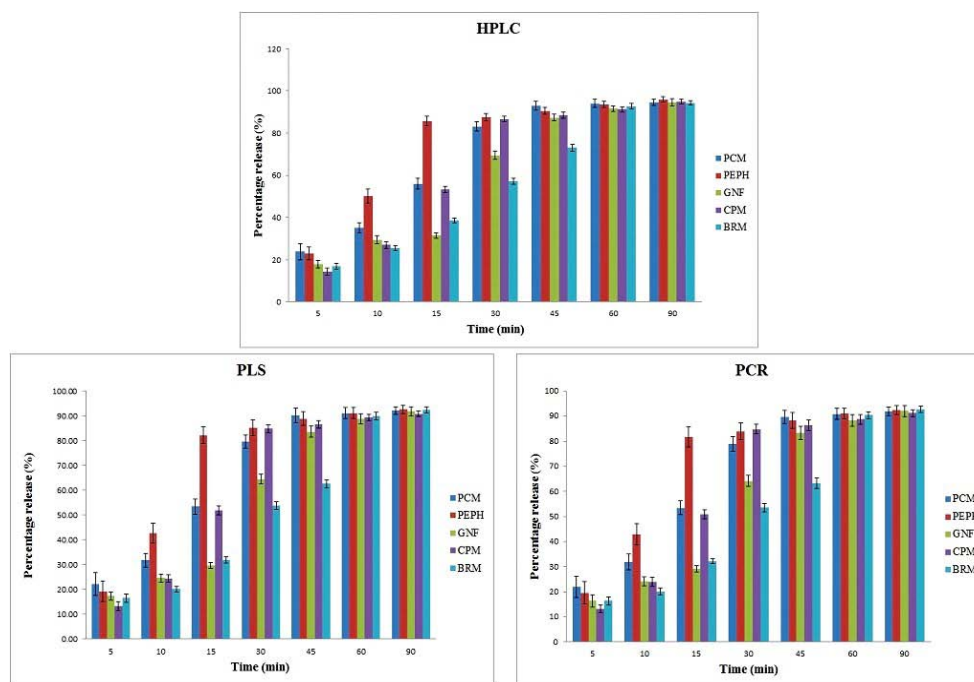 HPLC
120
100
80
60
40
20
0
Percentage release (%)
5 10 15 30 45 60 90
Time (min)
PCM
PEPH
GNF
CPM
BRM
PLS
100.00
90.00
80.00
70.00
60.00
50.00
40.00
30.00
20.00
10.00
0.00
Percentage release (%)
5 10 15 30 45 60 90
Time (min)
PCM
PEPH
GNF
CPM
BRM
PCR
100
90
80
70
60
50
40
30
20
10
0
Percentage release (%)
5 10 15 30 45 60 90
Time (min)
PCM
PEPH
GNF
CPM
BRM